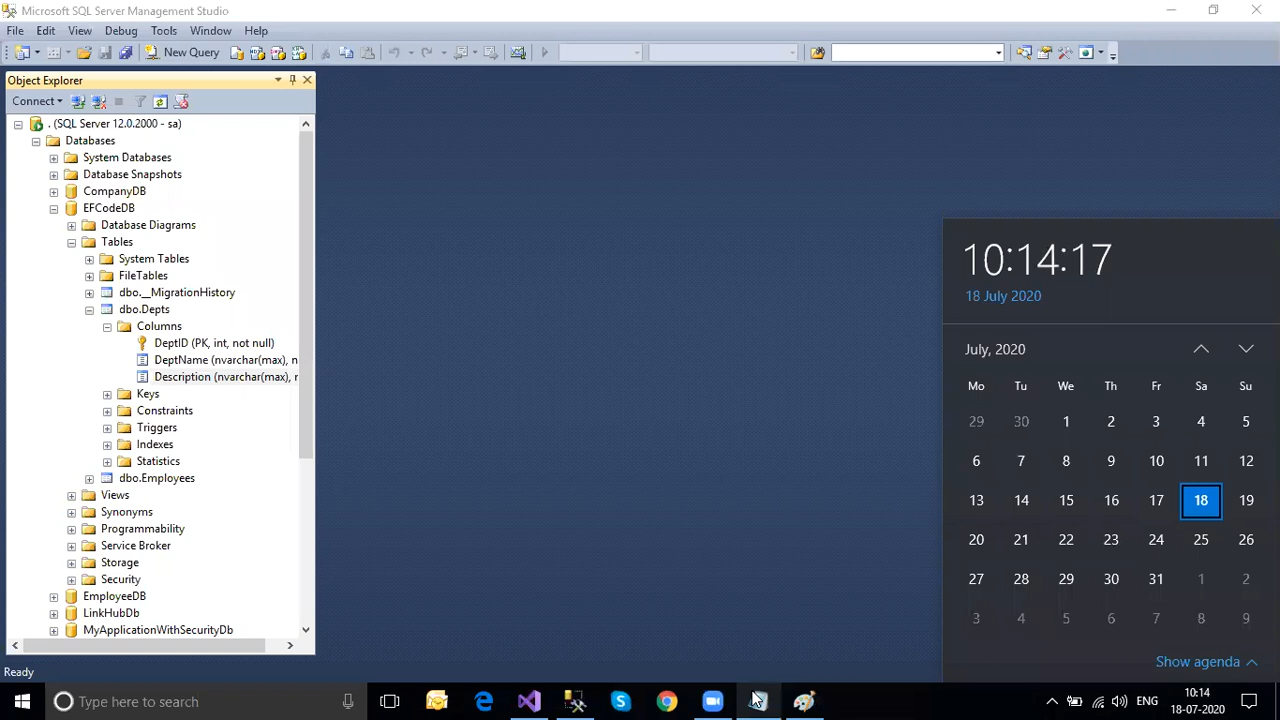 Microsoft SQL Server Management Studio
File Edit View Debug Tools Window Help
New Query
Object Explorer
Connect
. (SQL Server 12.0.2000 - sa)
Databases
System Databases
Database Snapshots
CompanyDB
EFCodeDB
Database Diagrams
Tables
System Tables
FileTables
dbo.__MigrationHistory
dbo.Depts
Columns
DeptID (PK, int, not null)
DeptName (nvarchar(max), n
Description (nvarchar(max), n
Keys
Constraints
Triggers
Indexes
Statistics
dbo.Employees
Views
Synonyms
Programmability
Service Broker
Storage
Security
EmployeeDB
LinkHubDb
MyApplicationWithSecurityDb
Ready
10:14:17
18 July 2020
July, 2020
Mo Tu We Th Fr Sa Su
29 30 1 2 3 4 5
6 7 8 9 10 11 12
13 14 15 16 17 18 19
20 21 22 23 24 25 26
27 28 29 30 31 1 2
3 4 5 6 7 8 9
Show agenda
Type here to search
ENG
10:14
18-07-2020